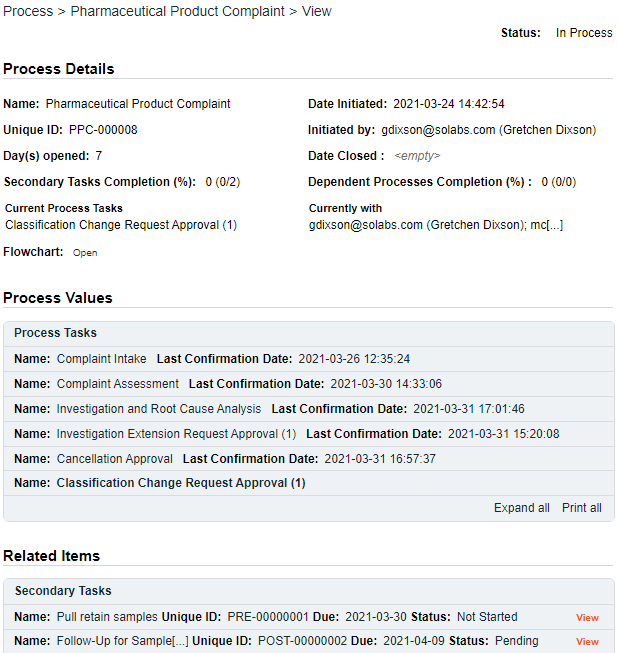 Process > Pharmaceutical Product Complaint > View
Status: In Process
Process Details
Name: Pharmaceutical Product Complaint Date Initiated: 2021-03-24 14:42:54
Unique ID: PPC-000008 Initiated by: gdixson@solabs.com (Gretchen Dixson)
Day(s) opened: 7 Date Closed : <empty>
Secondary Tasks Completion (%): 0 (0/2) Dependent Processes Completion (%) : 0 (0/0)
Current Process Tasks Currently with
Classification Change Request Approval (1) gdixson@solabs.com (Gretchen Dixson); mc[...]
Flowchart: Open
Process Values
Process Tasks
Name: Complaint Intake Last Confirmation Date: 2021-03-26 12:35:24
Name: Complaint Assessment Last Confirmation Date: 2021-03-30 14:33:06
Name: Investigation and Root Cause Analysis Last Confirmation Date: 2021-03-31 17:01:46
Name: Investigation Extension Request Approval (1) Last Confirmation Date: 2021-03-31 15:20:08
Name: Cancellation Approval Last Confirmation Date: 2021-03-31 16:57:37
Name: Classification Change Request Approval (1)
Expand all Print all
Related Items
Secondary Tasks
Name: Pull retain samples Unique ID: PRE-00000001 Due: 2021-03-30 Status: Not Started View
Name: Follow-Up for Sample[...] Unique ID: POST-00000002 Due: 2021-04-09 Status: Pending View